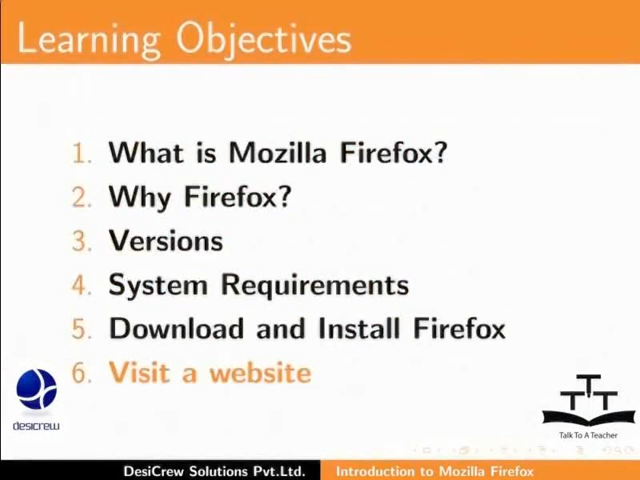 Learning Objectives
1. What is Mozilla Firefox?
2. Why Firefox?
3. Versions
4. System Requirements
5. Download and Install Firefox
6. Visit a website
desicrew
TTT
Talk To A Teacher
DesiCrew Solutions Pvt.Ltd. Introduction to Mozilla Firefox